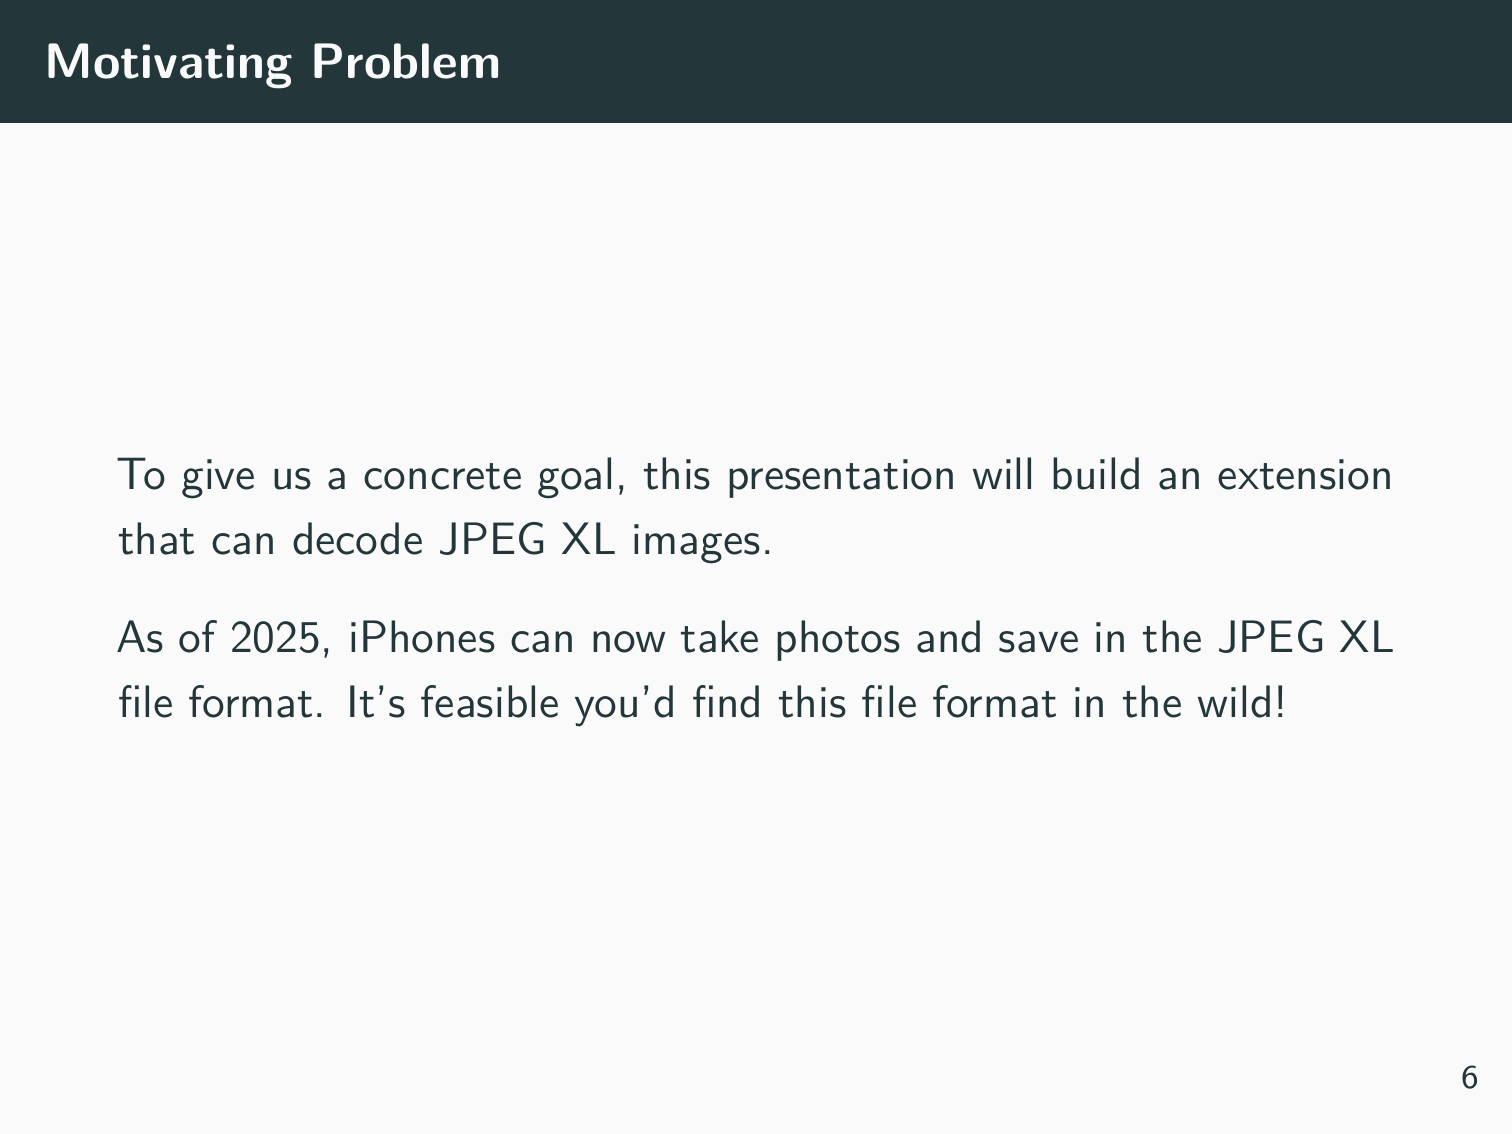 Motivating Problem
To give us a concrete goal, this presentation will build an extension
that can decode JPEG XL images.
As of 2025, iPhones can now take photos and save in the JPEG XL
file format. It's feasible you'd find this file format in the wild!
6